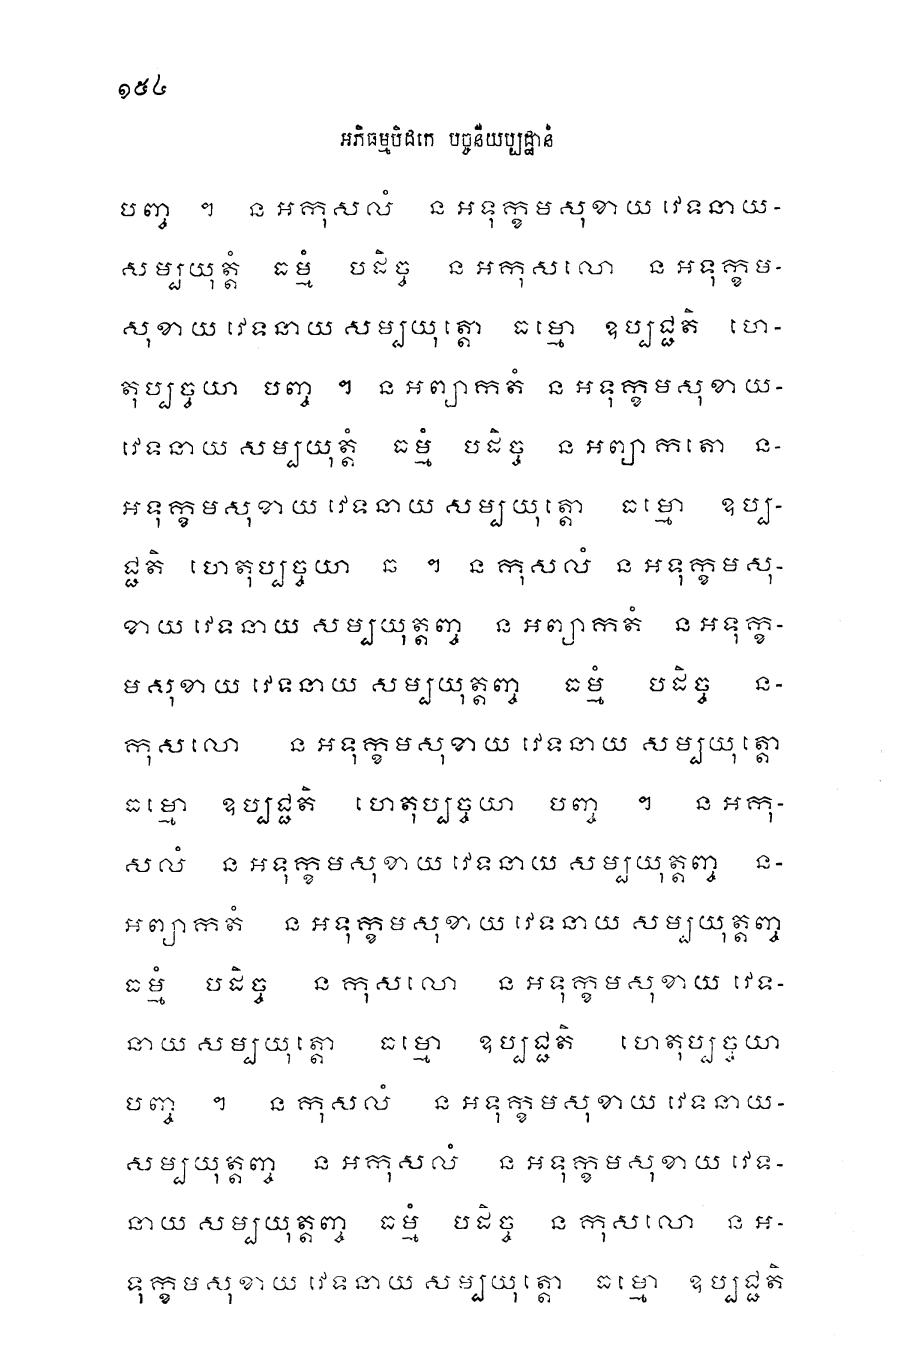 ១៥៤
អភិធម្មបិដកេ បច្ចនីយប្បដ្ឋានំ
បញ្ច ។ ន អកុសលំ ន អទុក្ខមសុខាយ វេទនាយ-
សម្បយុត្តំ ធម្មំ បដិច្ច ន អកុសលោ ន អទុក្ខម-
សុខាយ វេទនាយ សម្បយុត្តោ ធម្មោ ឧប្បជ្ជតិ ហេ-
តុប្បច្ចយា បញ្ច ។ ន អព្យាកតំ ន អទុក្ខមសុខាយ-
វេទនាយ សម្បយុត្តំ ធម្មំ បដិច្ច ន អព្យាកតោ ន-
អទុក្ខមសុខាយ វេទនាយ សម្បយុត្តោ ធម្មោ ឧប្ប-
ជ្ជតិ ហេតុប្បច្ចយា ឆ ។ ន កុសលំ ន អទុក្ខមសុ-
ខាយ វេទនាយ សម្បយុត្តញ្ច ន អព្យាកតំ ន អទុក្ខ-
មសុខាយ វេទនាយ សម្បយុត្តញ្ច ធម្មំ បដិច្ច ន-
កុសលោ ន អទុក្ខមសុខាយ វេទនាយ សម្បយុត្តោ
ធម្មោ ឧប្បជ្ជតិ ហេតុប្បច្ចយា បញ្ច ។ ន អកុ-
សលំ ន អទុក្ខមសុខាយ វេទនាយ សម្បយុត្តញ្ច ន-
អព្យាកតំ ន អទុក្ខមសុខាយ វេទនាយ សម្បយុត្តញ្ច
ធម្មំ បដិច្ច ន កុសលោ ន អទុក្ខមសុខាយ វេទ-
នាយ សម្បយុត្តោ ធម្មោ ឧប្បជ្ជតិ ហេតុប្បច្ចយា
បញ្ច ។ ន កុសលំ ន អទុក្ខមសុខាយ វេទនាយ-
សម្បយុត្តញ្ច ន អកុសលំ ន អទុក្ខមសុខាយ វេទ-
នាយ សម្បយុត្តញ្ច ធម្មំ បដិច្ច ន កុសលោ ន អ-
ទុក្ខមសុខាយ វេទនាយ សម្បយុត្តោ ធម្មោ ឧប្បជ្ជតិ